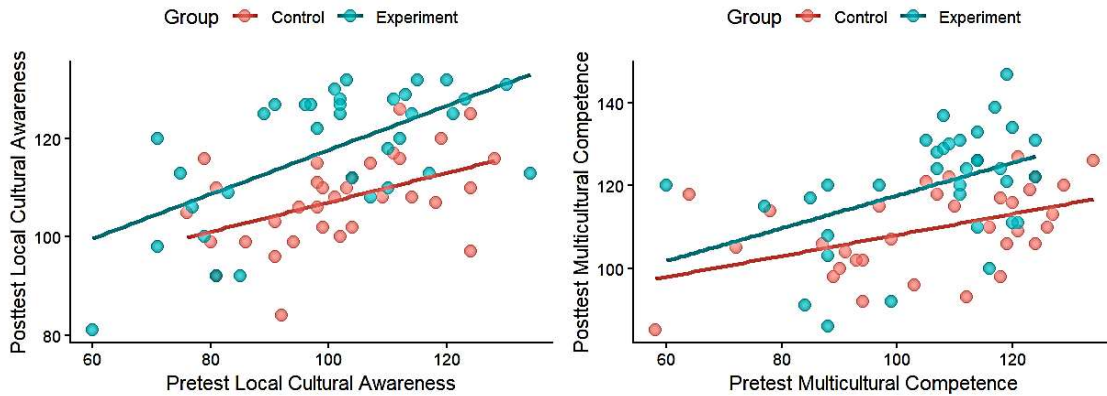 Group Control Experiment
Posttest Local Cultural Awareness
120
100
80
60 80 100 120
Pretest Local Cultural Awareness
Group Control Experiment
Posttest Multicultural Competence
140
120
100
60 80 100 120
Pretest Multicultural Competence